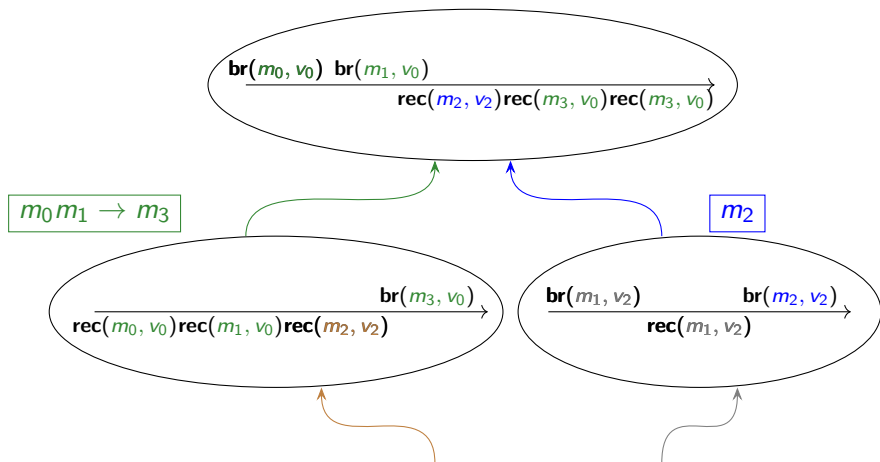 br(m₀, v₀) br(m₁, v₀)
rec(m₂, v₂)rec(m₃, v₀)rec(m₃, v₀)
m₀m₁ → m₃
m₂
br(m₃, v₀)
rec(m₀, v₀)rec(m₁, v₀)rec(m₂, v₂)
br(m₁, v₂) br(m₂, v₂)
rec(m₁, v₂)